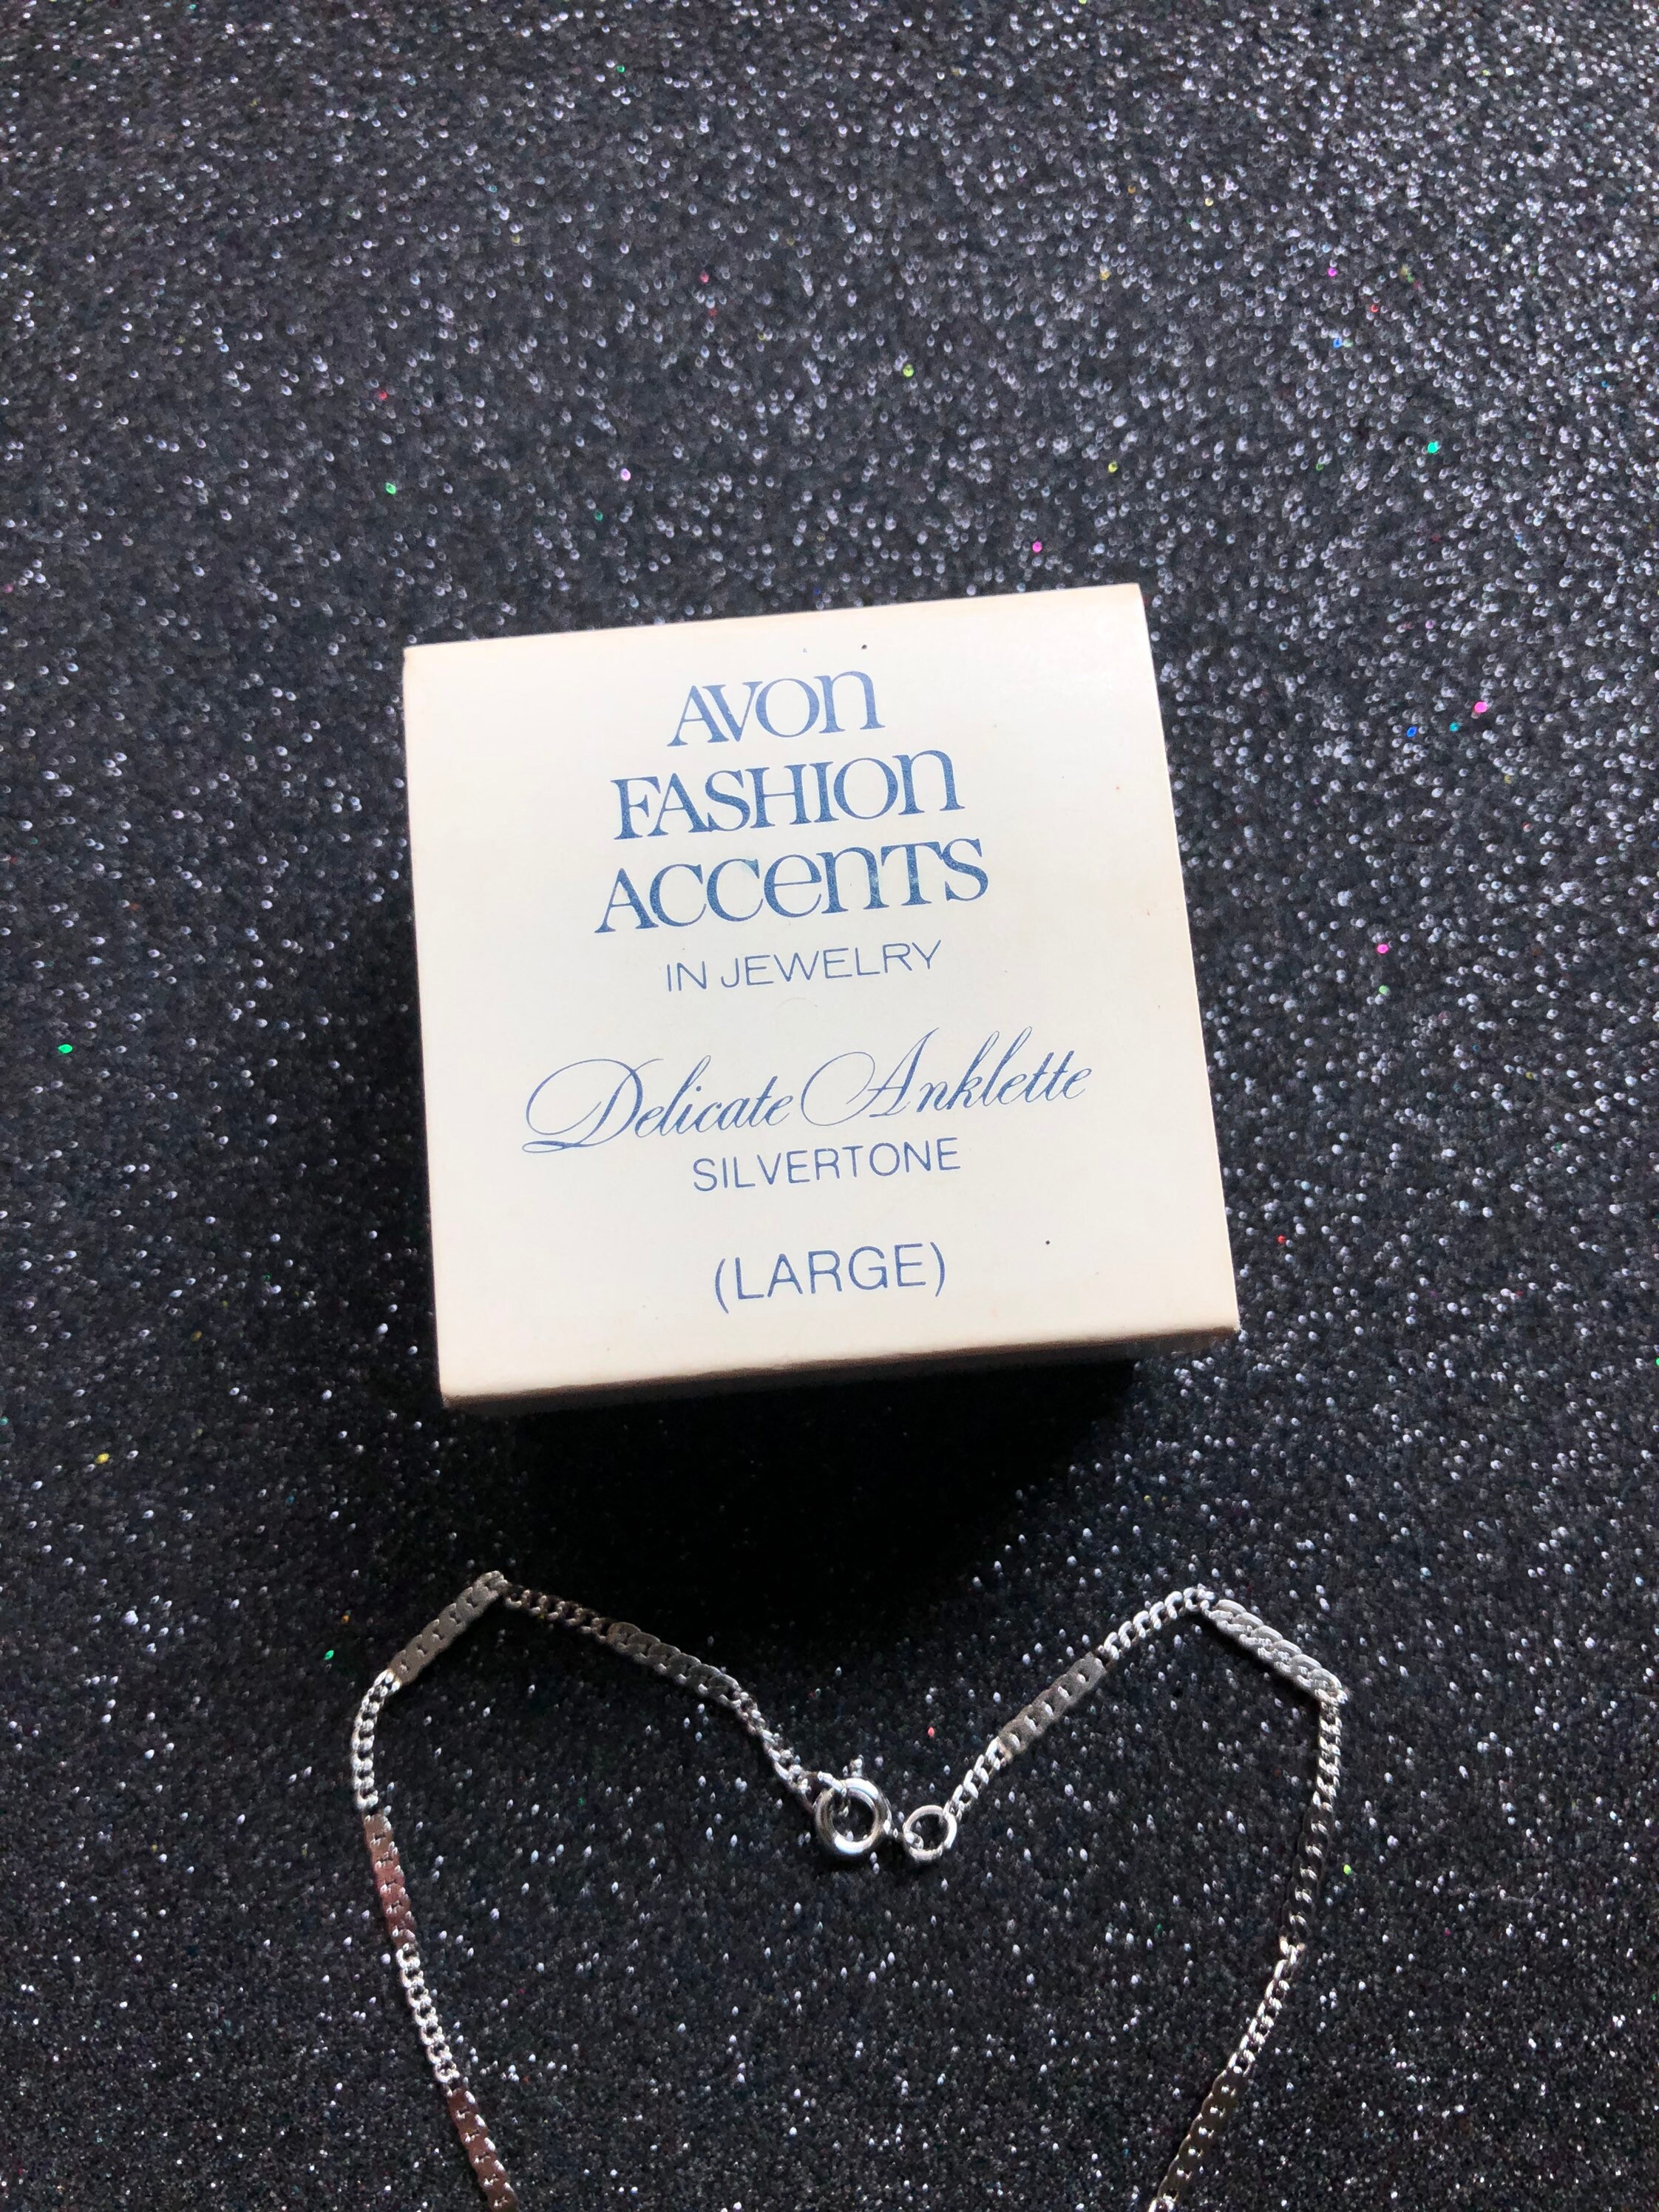 AVON
FASHION
ACCENTS
IN JEWELRY
Delicate Anklette
SILVERTONE
(LARGE)